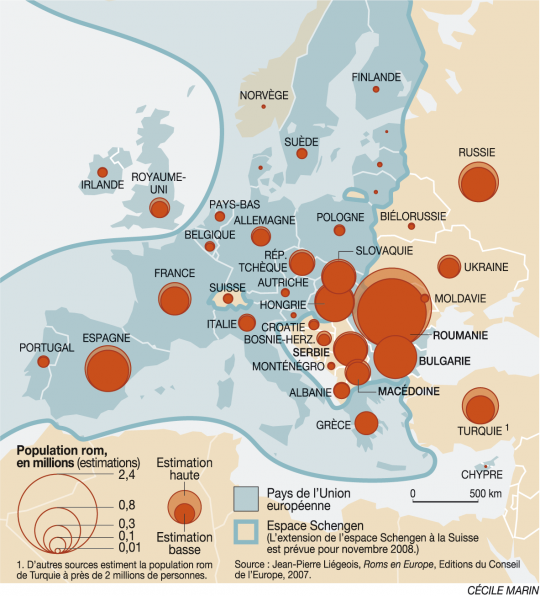 FINLANDE
NORVÈGE
SUÈDE
RUSSIE
IRLANDE
ROYAUME-
UNI
PAYS-BAS
ALLEMAGNE
POLOGNE
BIÉLORUSSIE
BELGIQUE
RÉP.
TCHÈQUE
SLOVAQUIE
UKRAINE
FRANCE
SUISSE
AUTRICHE
HONGRIE
MOLDAVIE
ITALIE
CROATIE
BOSNIE-HERZ.
ROUMANIE
PORTUGAL
ESPAGNE
SERBIE
BULGARIE
MONTÉNÉGRO
ALBANIE
MACÉDOINE
GRÈCE
TURQUIE 1
CHYPRE
Population rom,
en millions (estimations)
2,4
0,8
0,3
0,1
0,01
Estimation
haute
Estimation
basse
1. D'autres sources estiment la population rom
de Turquie à près de 2 millions de personnes.
Pays de l'Union
européenne
0 500 km
Espace Schengen
(L'extension de l'espace Schengen à la Suisse
est prévue pour novembre 2008.)
Source : Jean-Pierre Liégeois, Roms en Europe, Editions du Conseil
de l'Europe, 2007.
CÉCILE MARIN